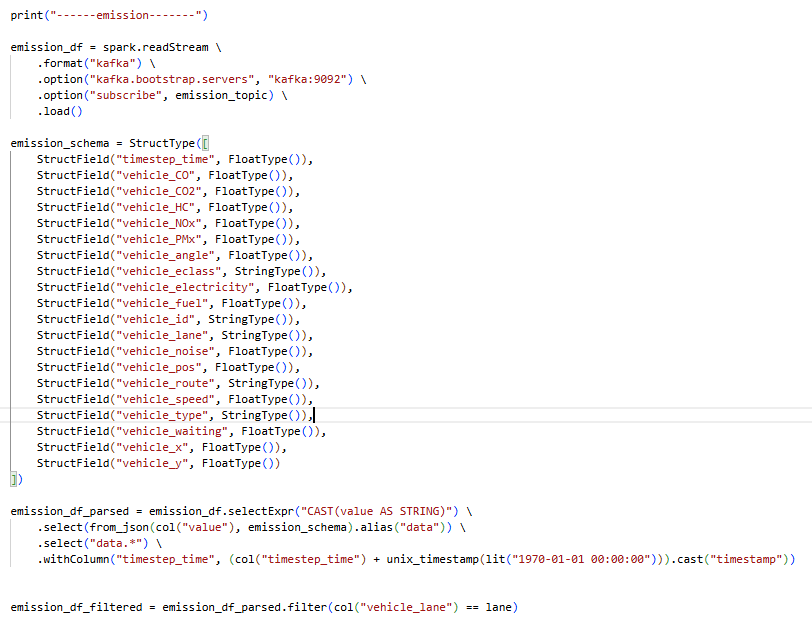 print("------emission-------")
emission_df = spark.readStream \
    .format("kafka") \
    .option("kafka.bootstrap.servers", "kafka:9092") \
    .option("subscribe", emission_topic) \
    .load()
emission_schema = StructType([
    StructField("timestep_time", FloatType()),
    StructField("vehicle_CO", FloatType()),
    StructField("vehicle_CO2", FloatType()),
    StructField("vehicle_HC", FloatType()),
    StructField("vehicle_NOx", FloatType()),
    StructField("vehicle_PMx", FloatType()),
    StructField("vehicle_angle", FloatType()),
    StructField("vehicle_eclass", StringType()),
    StructField("vehicle_electricity", FloatType()),
    StructField("vehicle_fuel", FloatType()),
    StructField("vehicle_id", StringType()),
    StructField("vehicle_lane", StringType()),
    StructField("vehicle_noise", FloatType()),
    StructField("vehicle_pos", FloatType()),
    StructField("vehicle_route", StringType()),
    StructField("vehicle_speed", FloatType()),
    StructField("vehicle_type", StringType()),
    StructField("vehicle_waiting", FloatType()),
    StructField("vehicle_x", FloatType()),
    StructField("vehicle_y", FloatType())
])
emission_df_parsed = emission_df.selectExpr("CAST(value AS STRING)") \
    .select(from_json(col("value"), emission_schema).alias("data")) \
    .select("data.*") \
    .withColumn("timestep_time", (col("timestep_time") + unix_timestamp(lit("1970-01-01 00:00:00"))).cast("timestamp"))
emission_df_filtered = emission_df_parsed.filter(col("vehicle_lane") == lane)